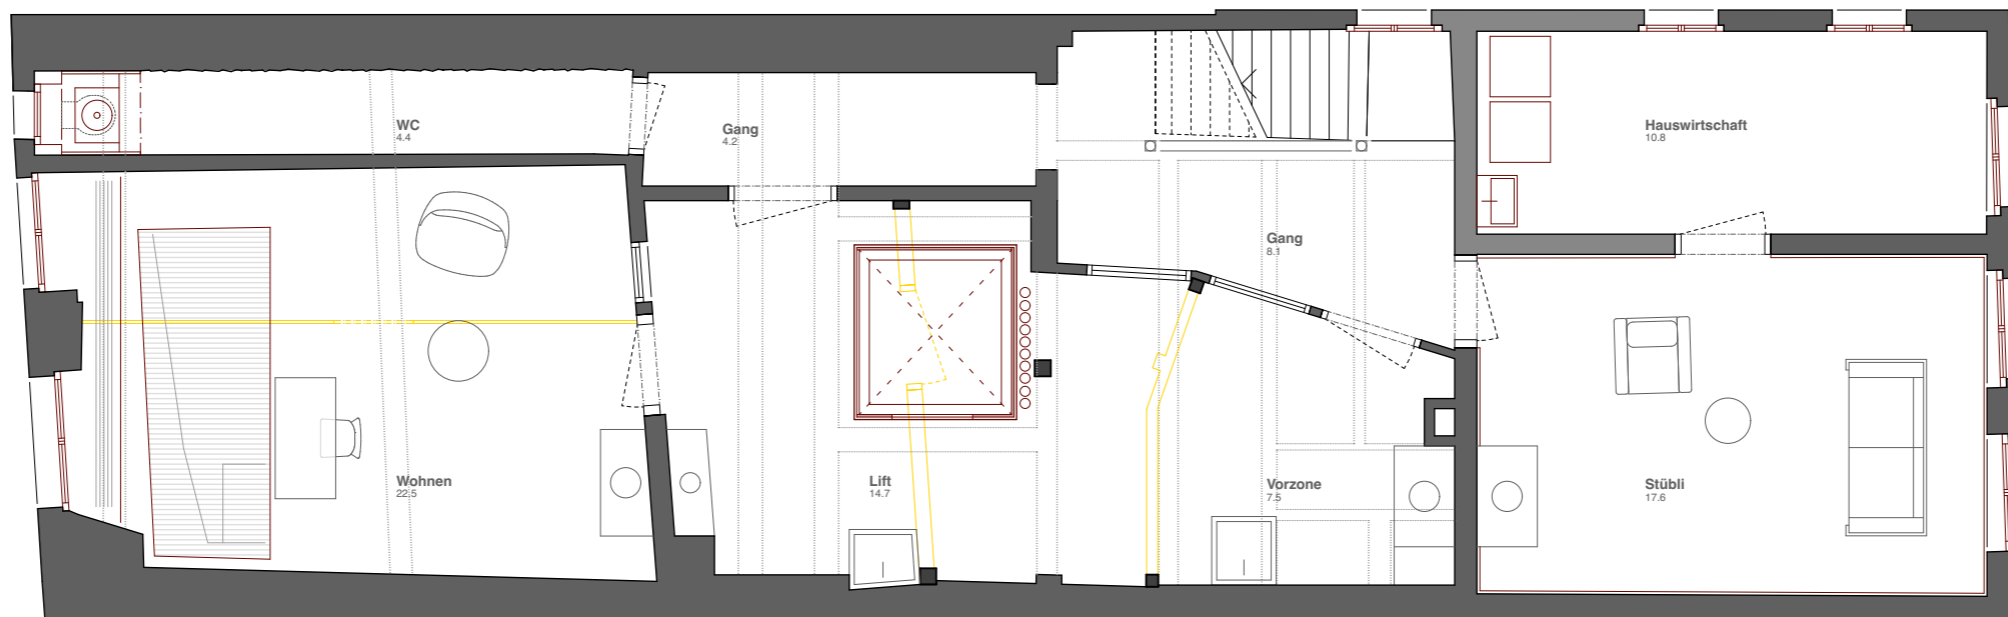 WC
4.4
Gang
4.2
Hauswirtschaft
10.8
Gang
8.1
Wohnen
22.5
Lift
14.7
Vorzone
7.5
Stübli
17.6